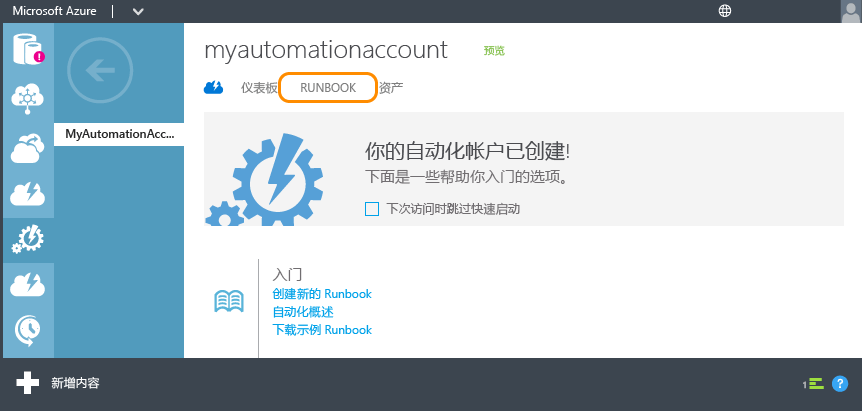 Microsoft Azure
myautomationaccount 预览
仪表板 RUNBOOK 资产
MyAutomationAcc...
你的自动化帐户已创建!
下面是一些帮助你入门的选项。
下次访问时跳过快速启动
入门
创建新的 Runbook
自动化概述
下载示例 Runbook
新增内容
1
?